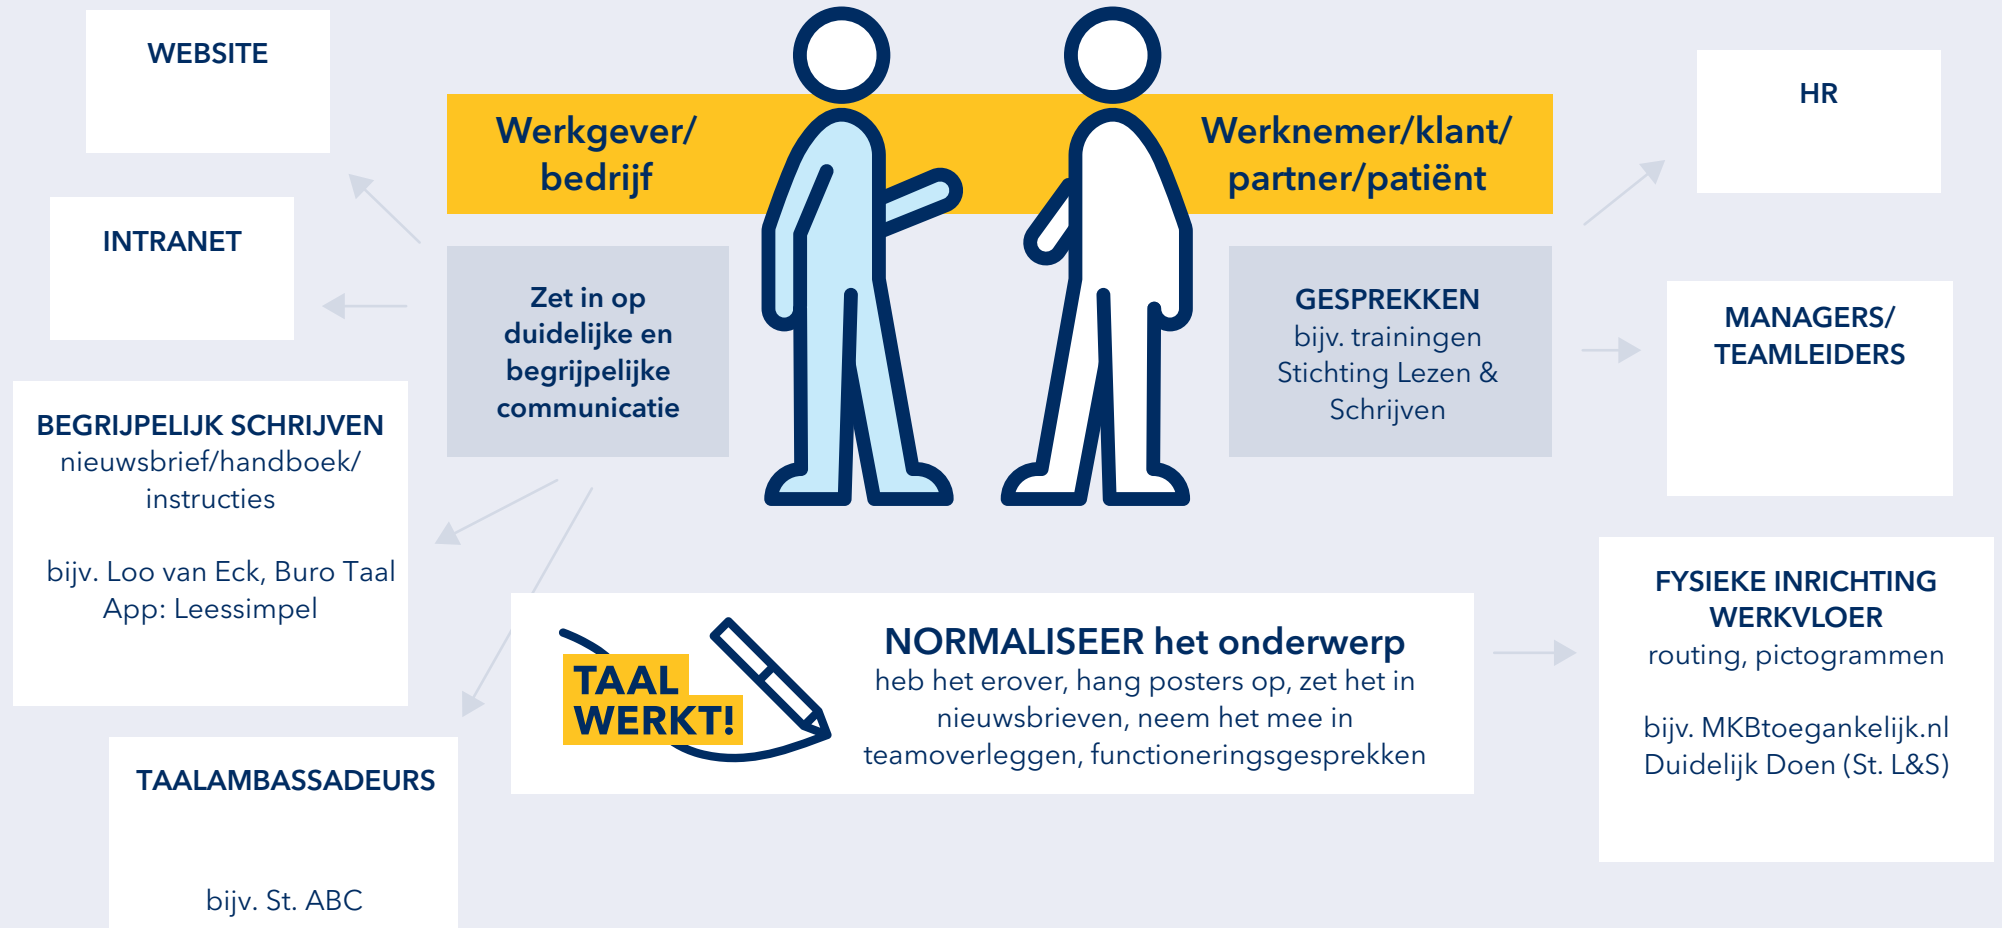 WEBSITE
INTRANET
BEGRIJPELIJK SCHRIJVEN
nieuwsbrief/handboek/
instructies
bijv. Loo van Eck, Buro Taal
App: Leessimpel
TAALAMBASSADEURS
bijv. St. ABC
Werkgever/
bedrijf
Zet in op
duidelijke en
begrijpelijke
communicatie
Werknemer/klant/
partner/patiënt
GESPREKKEN
bijv. trainingen
Stichting Lezen &
Schrijven
TAAL
WERKT!
NORMALISEER het onderwerp
heb het erover, hang posters op, zet het in
nieuwsbrieven, neem het mee in
teamoverleggen, functioneringsgesprekken
HR
MANAGERS/
TEAMLEIDERS
FYSIEKE INRICHTING
WERKVLOER
routing, pictogrammen
bijv. MKBtoegankelijk.nl
Duidelijk Doen (St. L&S)